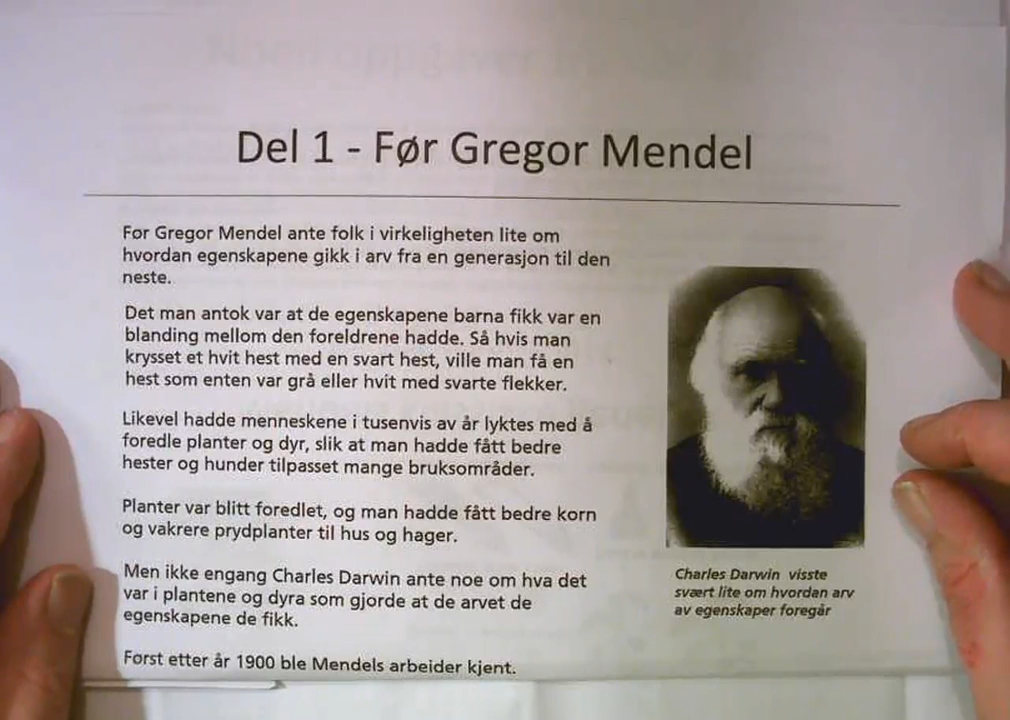 Del 1 - Før Gregor Mendel
Før Gregor Mendel ante folk i virkeligheten lite om
hvordan egenskapene gikk i arv fra en generasjon til den
neste.
Det man antok var at de egenskapene barna fikk var en
blanding mellom den foreldrene hadde. Så hvis man
krysset et hvit hest med en svart hest, ville man få en
hest som enten var grå eller hvit med svarte flekker.
Likevel hadde menneskene i tusenvis av år lyktes med å
foredle planter og dyr, slik at man hadde fått bedre
hester og hunder tilpasset mange bruksområder.
Planter var blitt foredlet, og man hadde fått bedre korn
og vakrere prydplanter til hus og hager.
Men ikke engang Charles Darwin ante noe om hva det
var i plantene og dyra som gjorde at de arvet de
egenskapene de fikk.
Først etter år 1900 ble Mendels arbeider kjent.
Charles Darwin visste
svært lite om hvordan arv
av egenskaper foregår